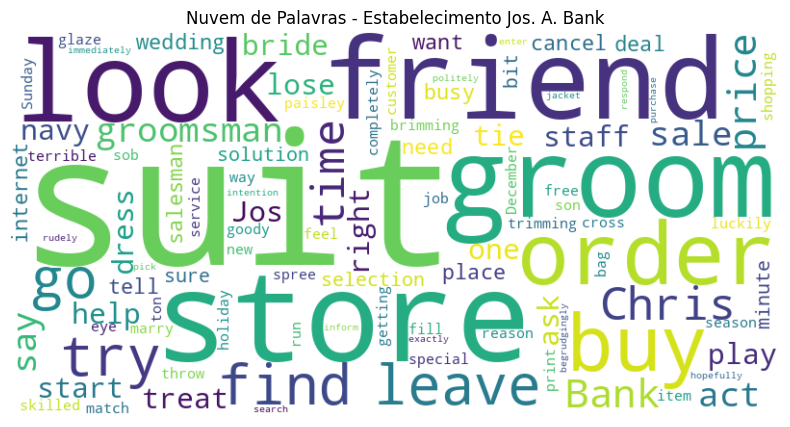 Nuvem de Palavras - Estabelecimento Jos. A. Bank
glaze
immediately
wedding
bride
want
cancel
deal
price
shopping
Sunday
look
friend
lose
paisley
completely
customer
busy
politely
bit
enter
jacket
respond
purchase
navy
groomsman
time
brimming
tie
staff
sale
internet
terrible
sob
salesman
solution
need
suit
groom
way
service
intention
Jos
right
job
December
free
son
trimming
cross
luckily
dress
goody
feel
one
order
rudely
new
go
tell
sure
spree
selection
place
bag
Chris
minute
say
help
pick
eye
marry
ton
holiday
store
run
inform
getting
fill
exactly
reason
ask
begrudgingly
buy
season
try
start
throw
special
print
play
hopefully
skilled
match
treat
find
search
leave
Bank
item
act